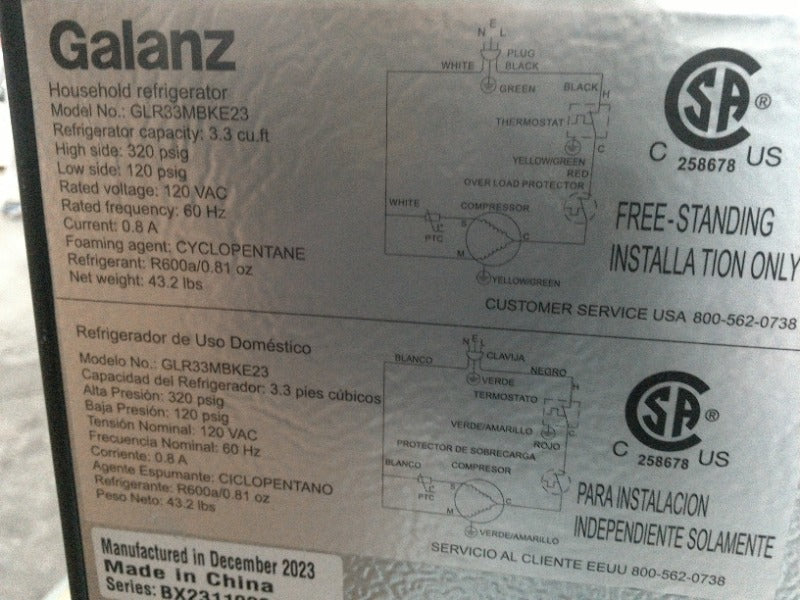 Galanz
Household refrigerator
Model No.: GLR33MBKE23
Refrigerator capacity: 3.3 cu.ft
High side: 320 psig
Low side: 120 psig
Rated voltage: 120 VAC
Rated frequency: 60 Hz
Current: 0.8 A
Foaming agent: CYCLOPENTANE
Refrigerant: R600a/0.81 oz
Net weight: 43.2 lbs
N E L
PLUG
WHITE BLACK
GREEN
BLACK
H
THERMOSTAT
C
YELLOW/GREEN
RED
OVER LOAD PROTECTOR
WHITE
COMPRESSOR
PTC
S
C
M
YELLOW/GREEN
CSA ®
C US
258678
FREE-STANDING
INSTALLATION ONLY
CUSTOMER SERVICE USA 800-562-0738
Refrigerador de Uso Doméstico
Modelo No.: GLR33MBKE23
Capacidad del Refrigerador: 3.3 pies cúbicos
Alta Presión: 320 psig
Baja Presión: 120 psig
Tensión Nominal: 120 VAC
Frecuencia Nominal: 60 Hz
Corriente: 0.8 A
Agente Espumante: CICLOPENTANO
Refrigerante: R600a/0.81 oz
Peso Neto: 43.2 lbs
N E L
CLAVIJA
BLANCO
NEGRO
VERDE
H
TERMOSTATO
C
VERDE/AMARILLO
ROJO
PROTECTOR DE SOBRECARGA
BLANCO
COMPRESOR
PTC
S
C
M
VERDE/AMARILLO
CSA ®
C US
258678
PARA INSTALACION
INDEPENDIENTE SOLAMENTE
SERVICIO AL CLIENTE EEUU 800-562-0738
Manufactured in December 2023
Made in China
Series: